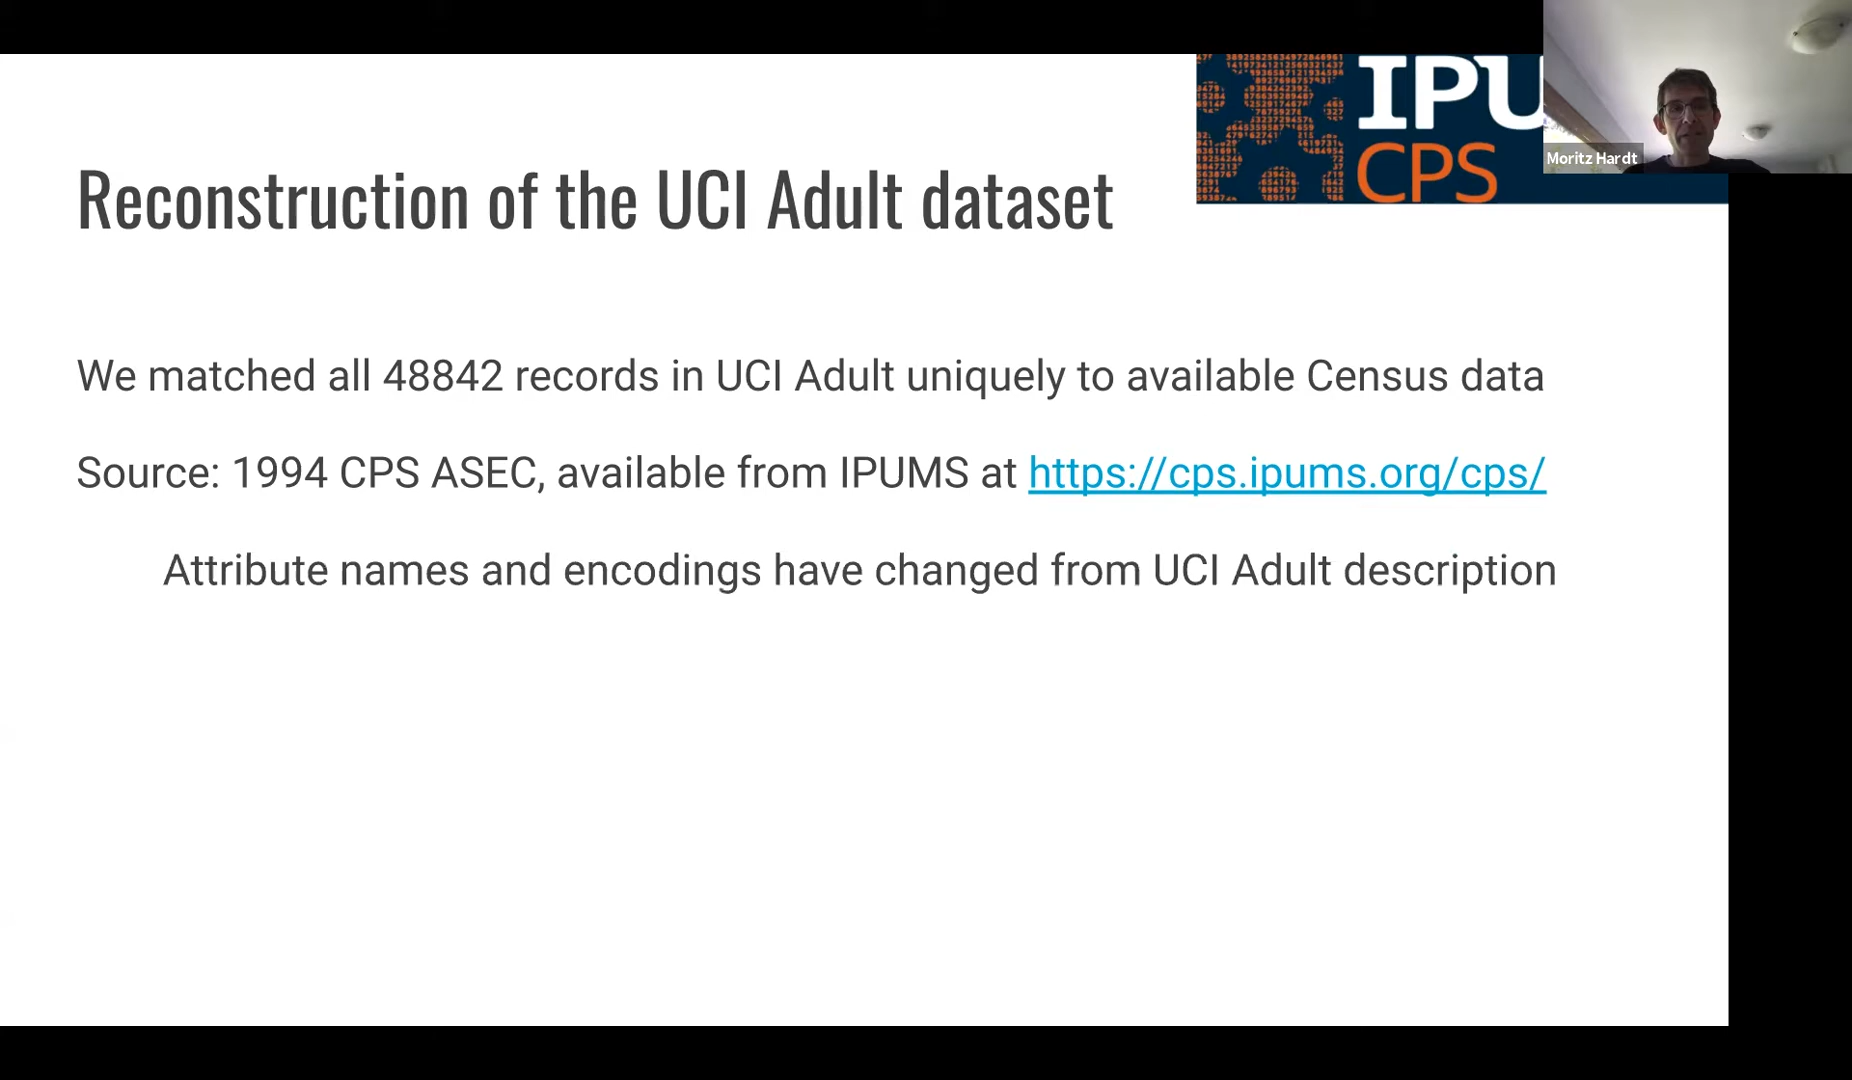 IPU
CPS
Moritz Hardt
Reconstruction of the UCI Adult dataset
We matched all 48842 records in UCI Adult uniquely to available Census data
Source: 1994 CPS ASEC, available from IPUMS at https://cps.ipums.org/cps/
Attribute names and encodings have changed from UCI Adult description